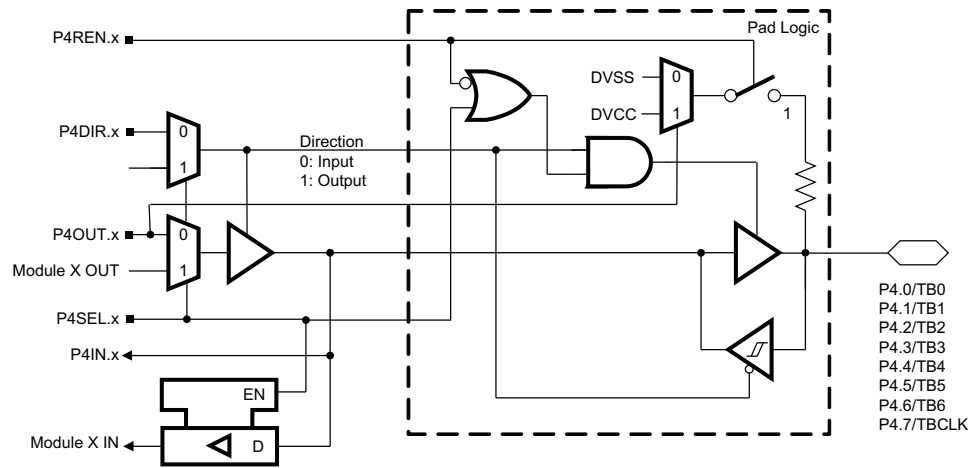 Pad Logic
P4REN.x
DVSS
0
DVCC
1
1
P4DIR.x
0
1
Direction
0: Input
1: Output
P4OUT.x
0
Module X OUT
1
P4SEL.x
P4IN.x
EN
Module X IN
D
P4.0/TB0
P4.1/TB1
P4.2/TB2
P4.3/TB3
P4.4/TB4
P4.5/TB5
P4.6/TB6
P4.7/TBCLK